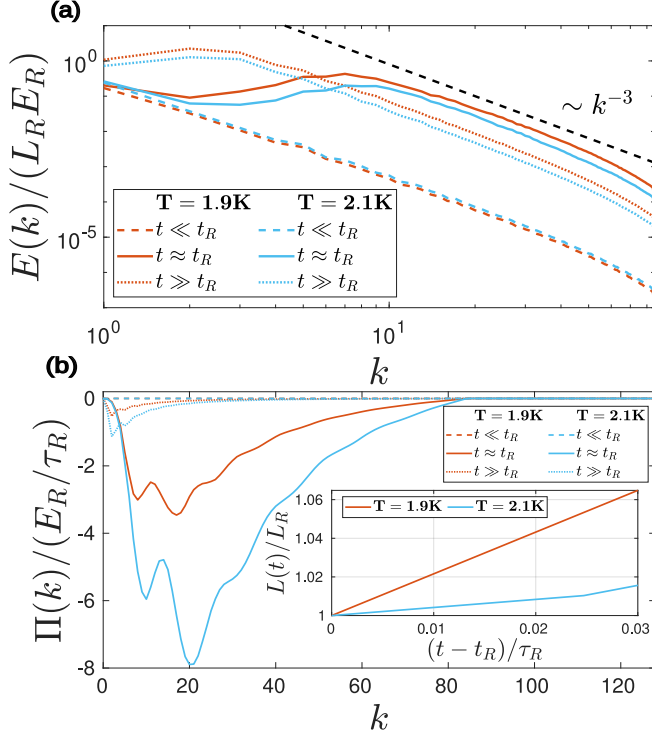 (a)
E(k)/(L_R E_R)
10^0
10^-5
∼ k^-3
T = 1.9K T = 2.1K
t ≪ t_R t ≪ t_R
t ≈ t_R t ≈ t_R
t ≫ t_R t ≫ t_R
10^0 10^1
k
(b)
Π(k)/(E_R/τ_R)
0
-2
-4
-6
-8
T = 1.9K T = 2.1K
t ≪ t_R t ≪ t_R
t ≈ t_R t ≈ t_R
t ≫ t_R t ≫ t_R
L(t)/L_R
1.06
1.04
1.02
1
T = 1.9K T = 2.1K
0 0.01 0.02 0.03
(t − t_R)/τ_R
0 20 40 60 80 100 120
k